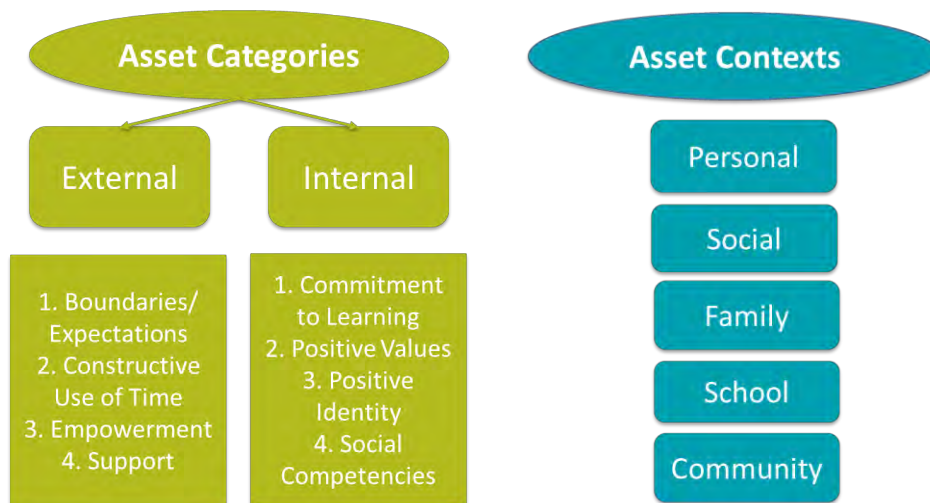 Asset Categories
External
Internal
1. Boundaries/
Expectations
2. Constructive
Use of Time
3. Empowerment
4. Support
1. Commitment
to Learning
2. Positive Values
3. Positive
Identity
4. Social
Competencies
Asset Contexts
Personal
Social
Family
School
Community